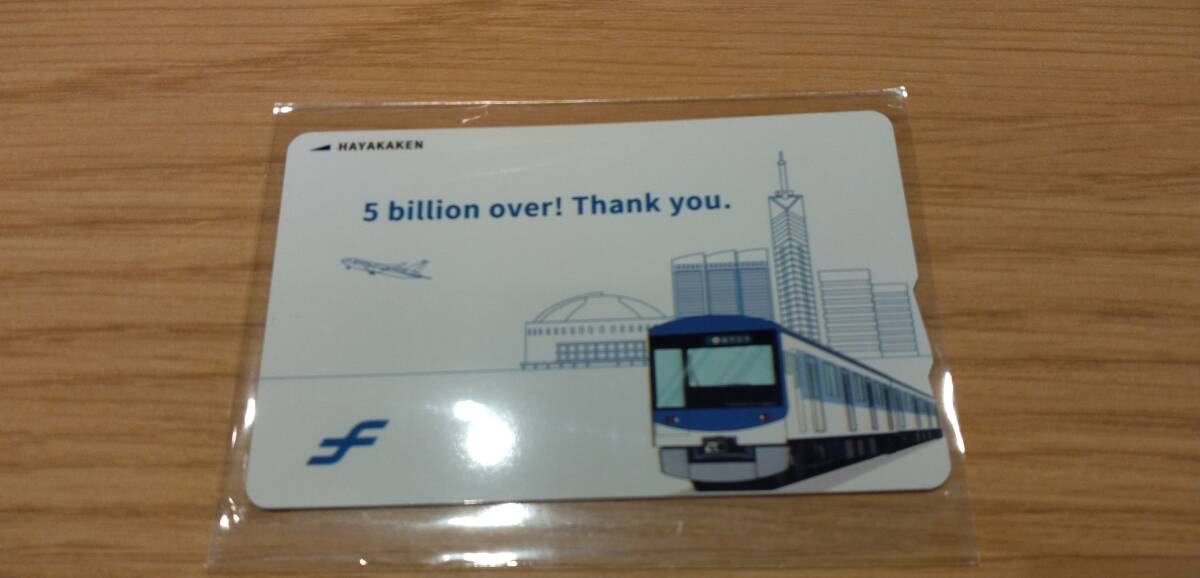 HAYAKAKEN
5 billion over! Thank you.